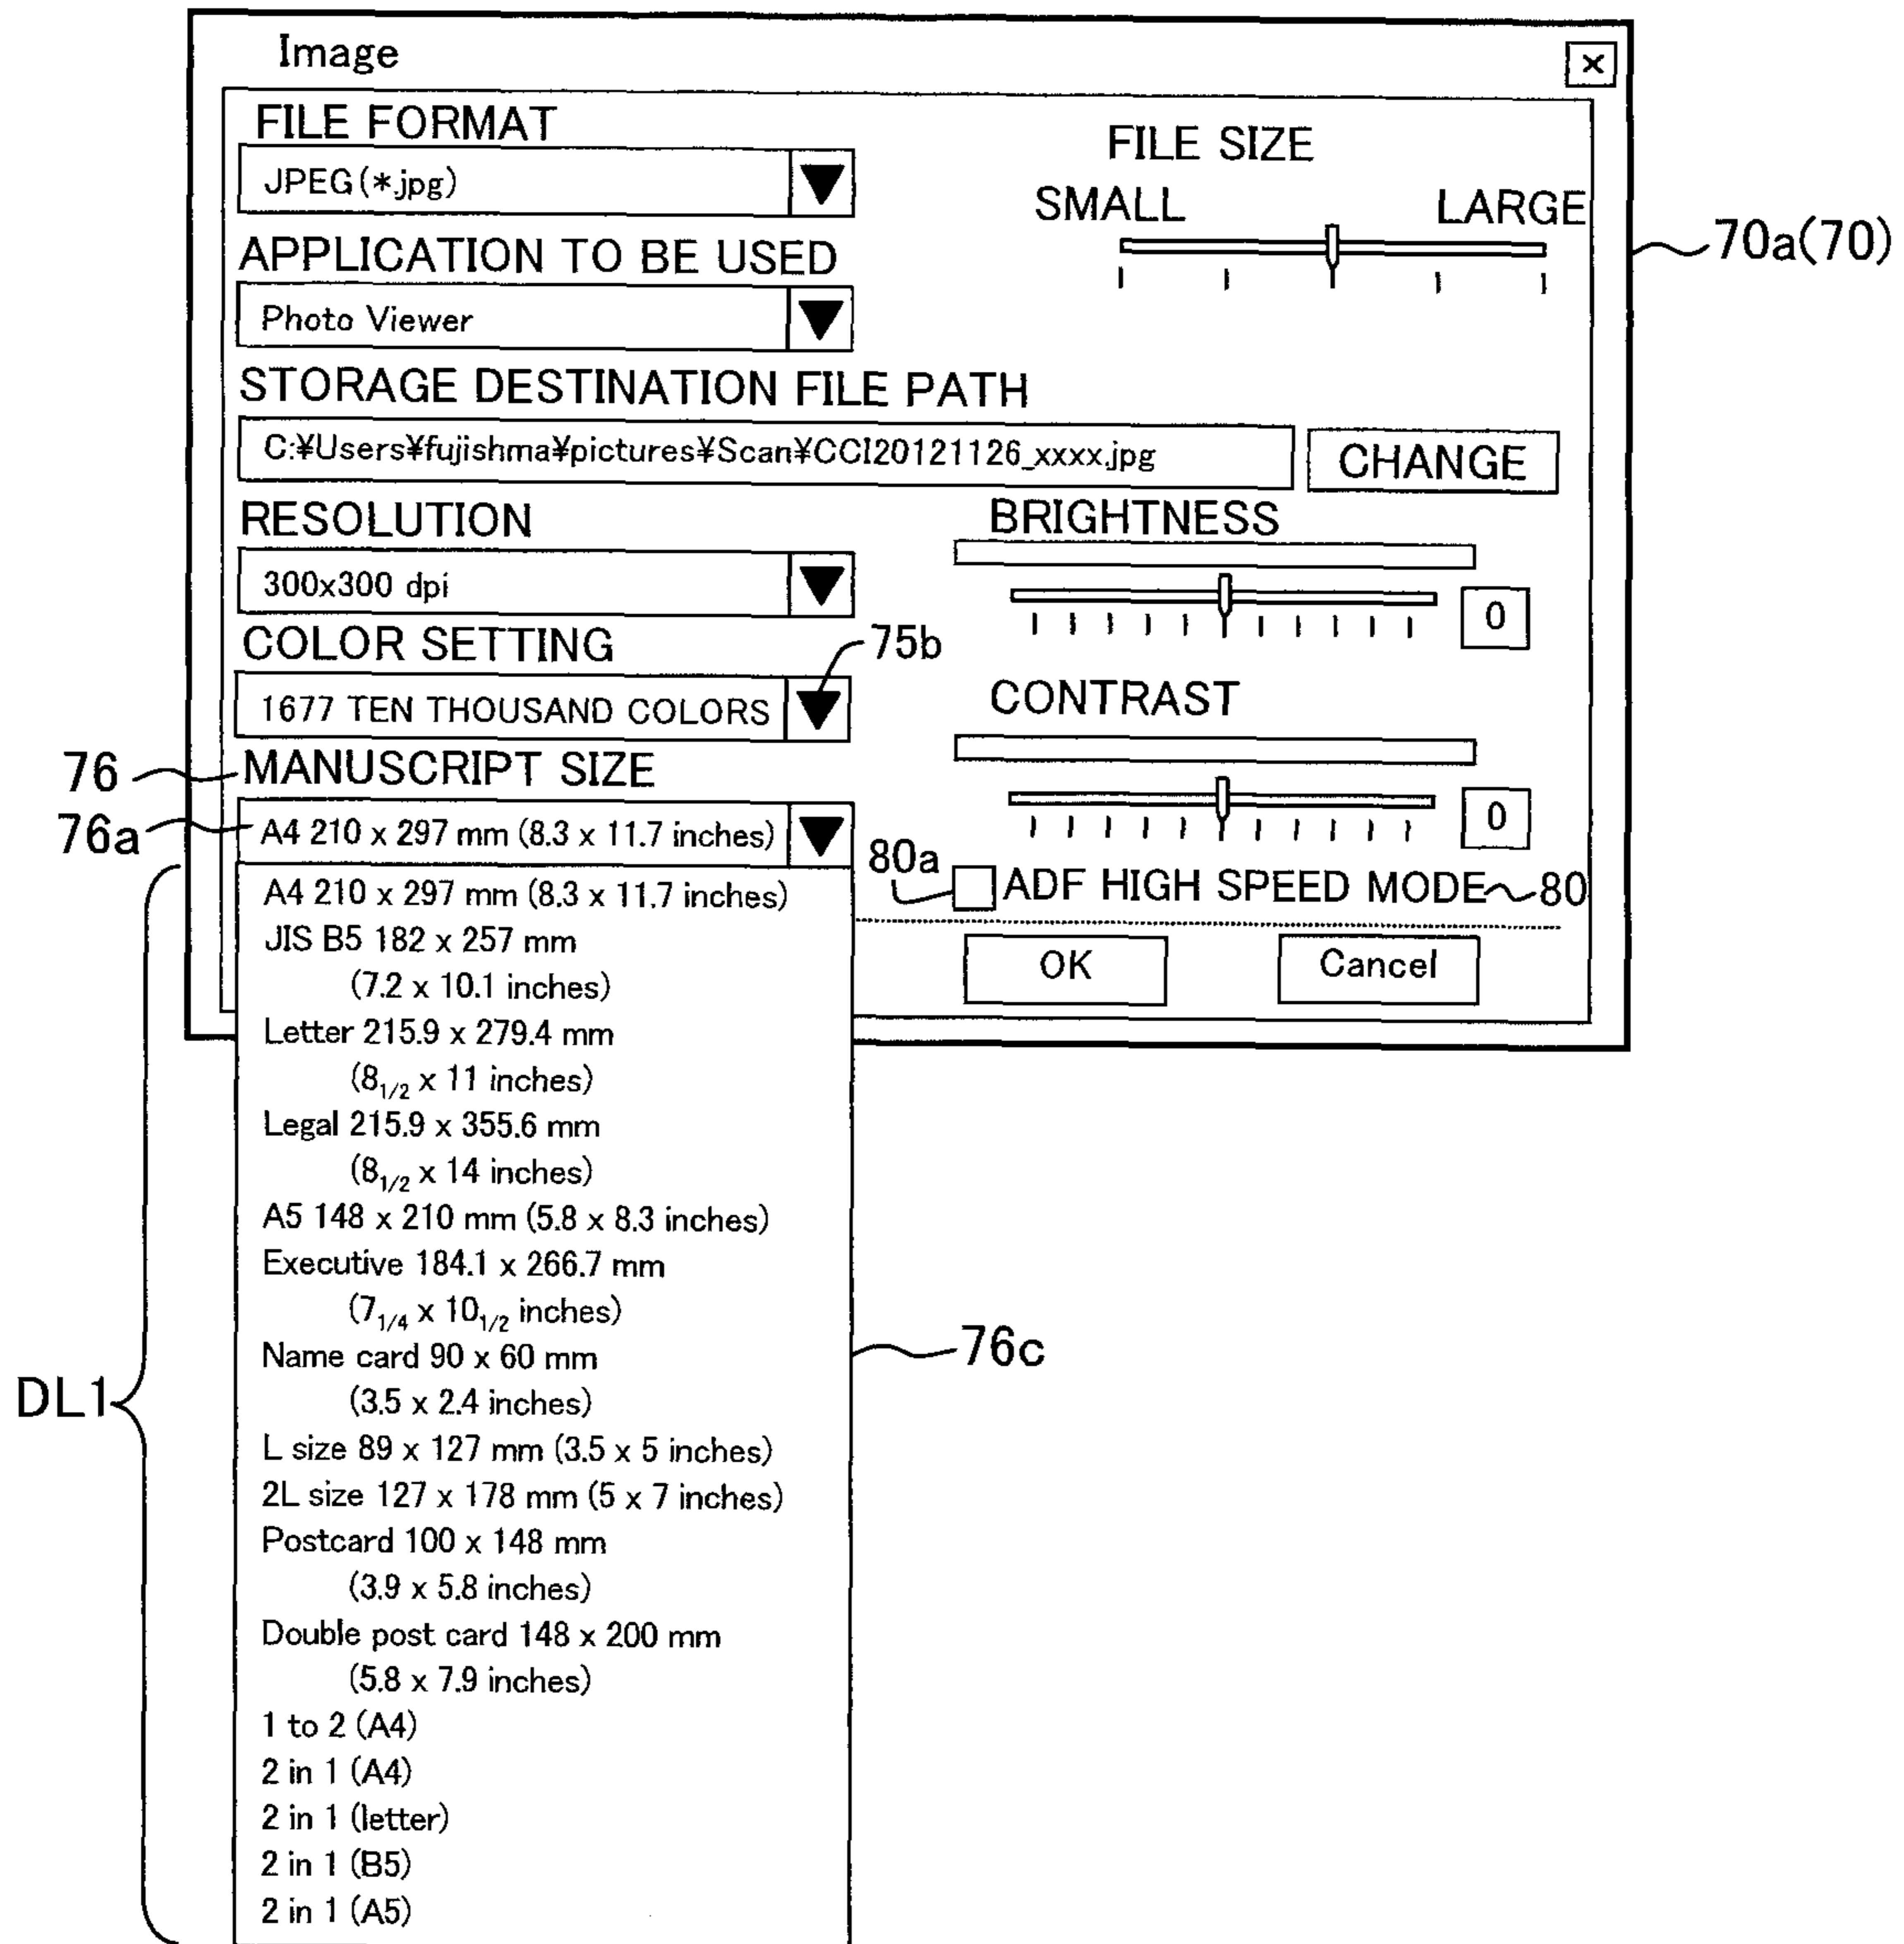 Image
×
FILE FORMAT
JPEG(*.jpg)
FILE SIZE
SMALL
LARGE
70a(70)
APPLICATION TO BE USED
Photo Viewer
STORAGE DESTINATION FILE PATH
C:¥Users¥fujishma¥pictures¥Scan¥CCI20121126_xxxx.jpg
CHANGE
RESOLUTION
300x300 dpi
BRIGHTNESS
0
COLOR SETTING
75b
1677 TEN THOUSAND COLORS
CONTRAST
0
76
MANUSCRIPT SIZE
76a
A4 210 x 297 mm (8.3 x 11.7 inches)
80a
ADF HIGH SPEED MODE
80
OK
Cancel
DL1
A4 210 x 297 mm (8.3 x 11.7 inches)
JIS B5 182 x 257 mm
(7.2 x 10.1 inches)
Letter 215.9 x 279.4 mm
(8 1/2 x 11 inches)
Legal 215.9 x 355.6 mm
(8 1/2 x 14 inches)
A5 148 x 210 mm (5.8 x 8.3 inches)
Executive 184.1 x 266.7 mm
(7 1/4 x 10 1/2 inches)
Name card 90 x 60 mm
(3.5 x 2.4 inches)
L size 89 x 127 mm (3.5 x 5 inches)
2L size 127 x 178 mm (5 x 7 inches)
Postcard 100 x 148 mm
(3.9 x 5.8 inches)
Double post card 148 x 200 mm
(5.8 x 7.9 inches)
1 to 2 (A4)
2 in 1 (A4)
2 in 1 (letter)
2 in 1 (B5)
2 in 1 (A5)
76c